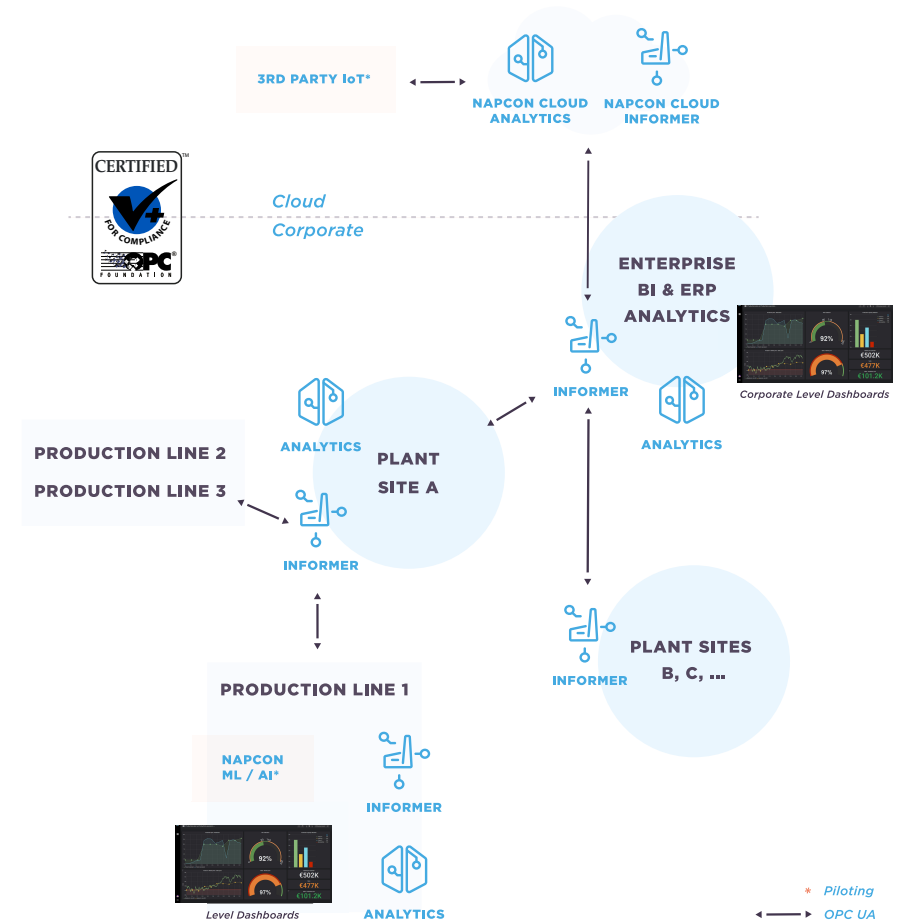 3RD PARTY IoT*
NAPCON CLOUD
ANALYTICS
NAPCON CLOUD
INFORMER
CERTIFIED
TM
FOR COMPLIANCE
OPC®
FOUNDATION
Cloud
Corporate
ENTERPRISE
BI & ERP
ANALYTICS
INFORMER
92%
97%
€502K
€477K
€101.2K
Corporate Level Dashboards
ANALYTICS
ANALYTICS
PLANT
SITE A
PRODUCTION LINE 2
PRODUCTION LINE 3
INFORMER
PLANT SITES
B, C, ...
INFORMER
PRODUCTION LINE 1
NAPCON
ML / AI*
INFORMER
92%
97%
€502K
€477K
€101.2K
Level Dashboards
ANALYTICS
* Piloting
OPC UA